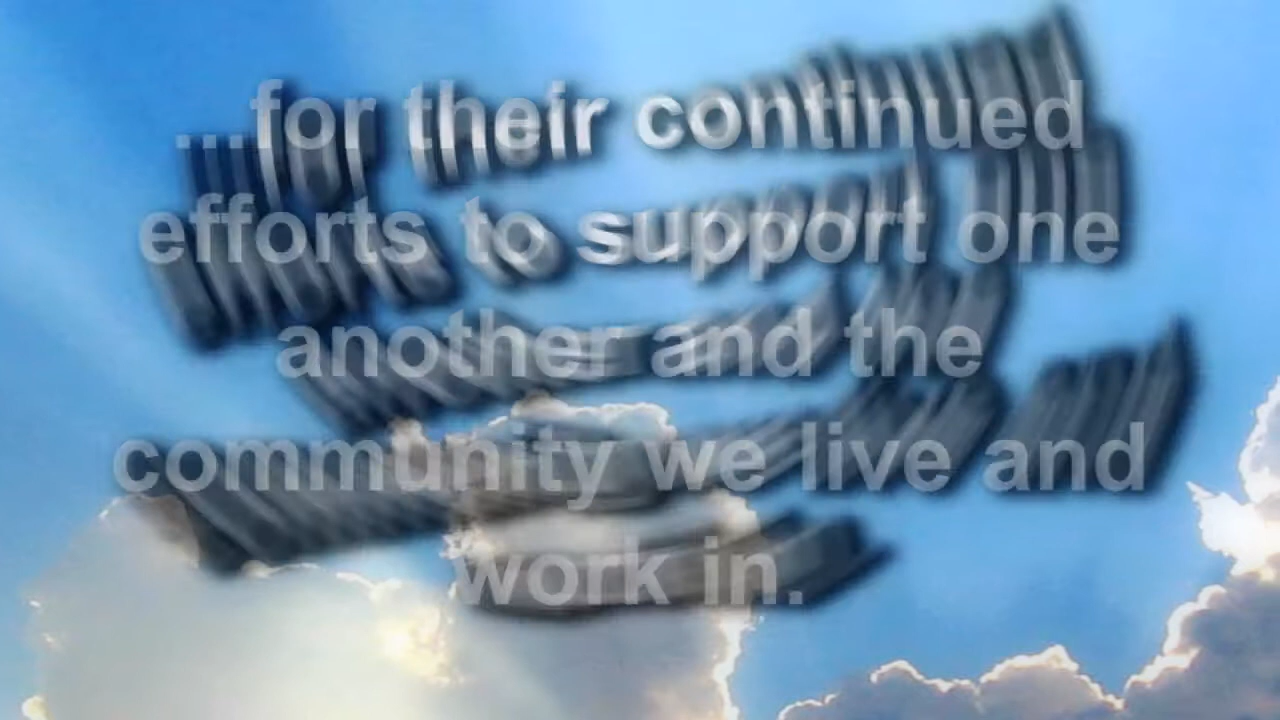 ...for their continued
efforts to support one
another and the
community we live and
work in.